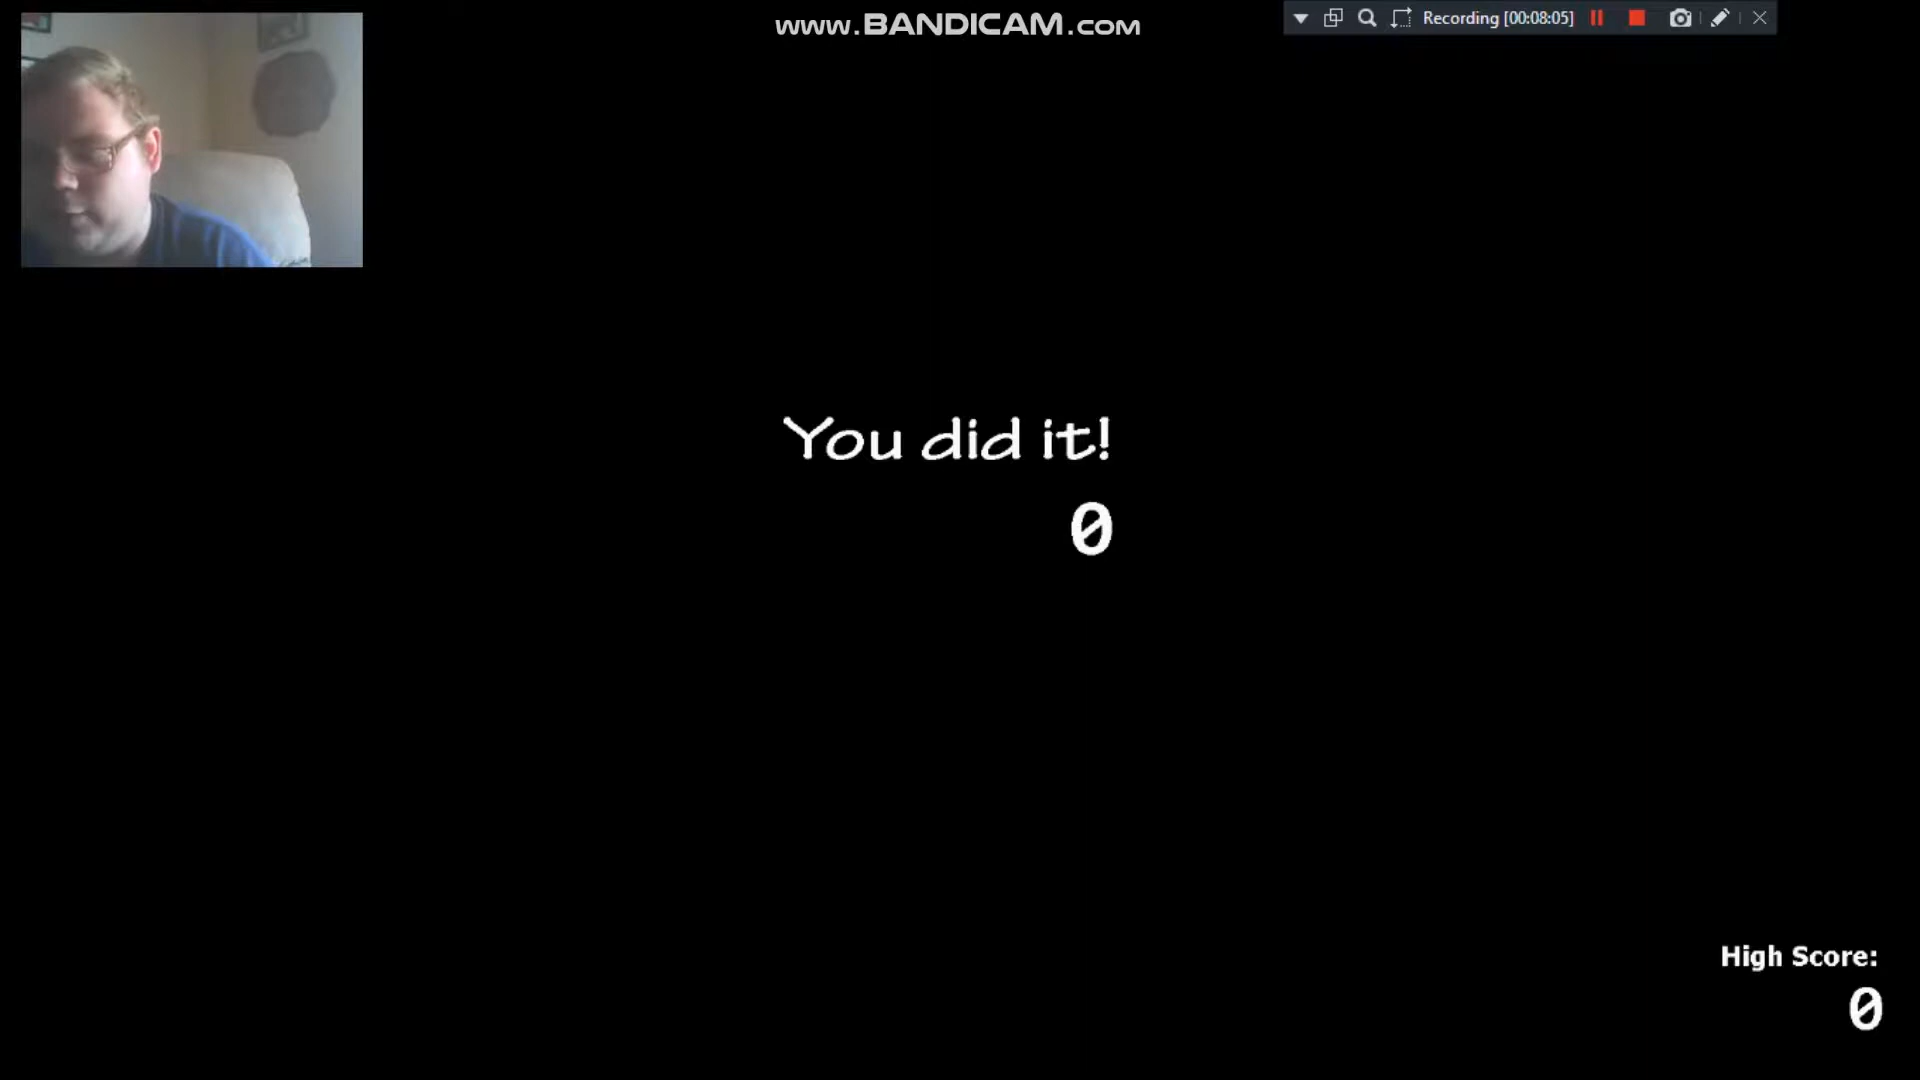 www.BANDICAM.com
Recording [00:08:05]
You did it!
0
High Score:
0